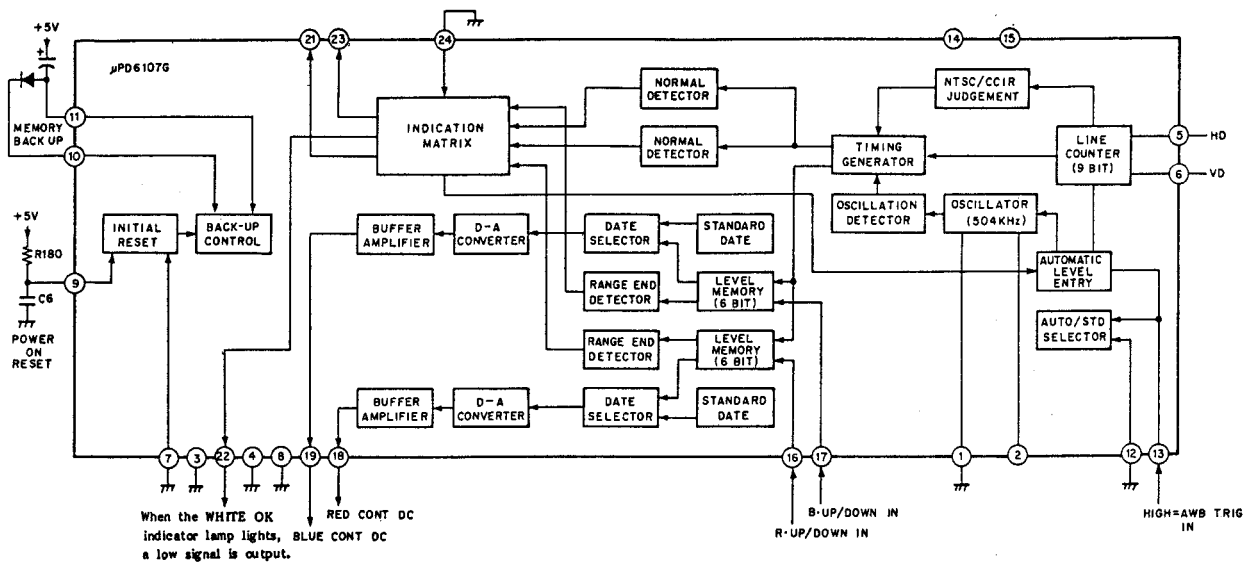 +5V
21
23
24
14
15
+
μPD6107G
11
MEMORY
BACK UP
10
INDICATION
MATRIX
NORMAL
DETECTOR
NORMAL
DETECTOR
NTSC/CCIR
JUDGEMENT
TIMING
GENERATOR
LINE
COUNTER
(9 BIT)
5
HD
6
VD
+5V
R180
9
C6
POWER
ON
RESET
INITIAL
RESET
BACK-UP
CONTROL
BUFFER
AMPLIFIER
D-A
CONVERTER
DATE
SELECTOR
STANDARD
DATE
OSCILLATION
DETECTOR
OSCILLATOR
(504KHz)
AUTOMATIC
LEVEL
ENTRY
RANGE END
DETECTOR
LEVEL
MEMORY
(6 BIT)
RANGE END
DETECTOR
LEVEL
MEMORY
(6 BIT)
AUTO/STD
SELECTOR
BUFFER
AMPLIFIER
D-A
CONVERTER
DATE
SELECTOR
STANDARD
DATE
7
3
22
4
8
19
18
16
17
1
2
12
13
When the WHITE OK
indicator lamp lights,
a low signal is output.
BLUE CONT DC
RED CONT DC
R·UP/DOWN IN
B·UP/DOWN IN
HIGH=AWB TRIG
IN